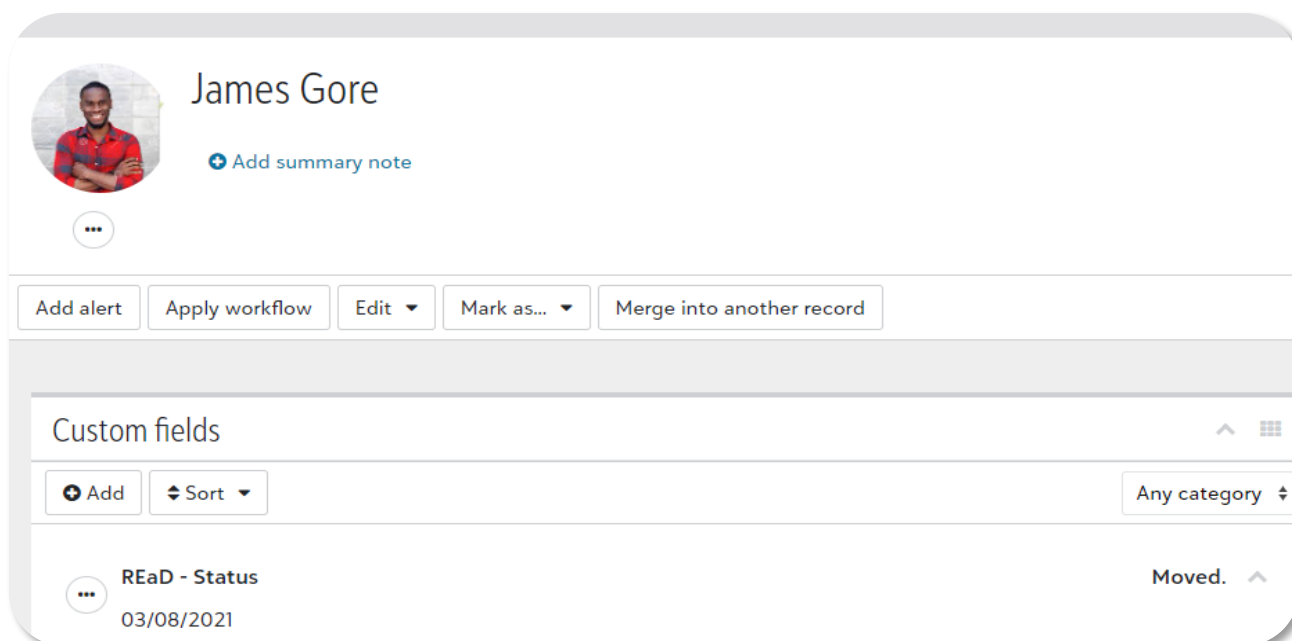 James Gore
Add summary note
Add alert Apply workflow Edit Mark as... Merge into another record
Custom fields
Add Sort Any category
REaD - Status Moved.
03/08/2021